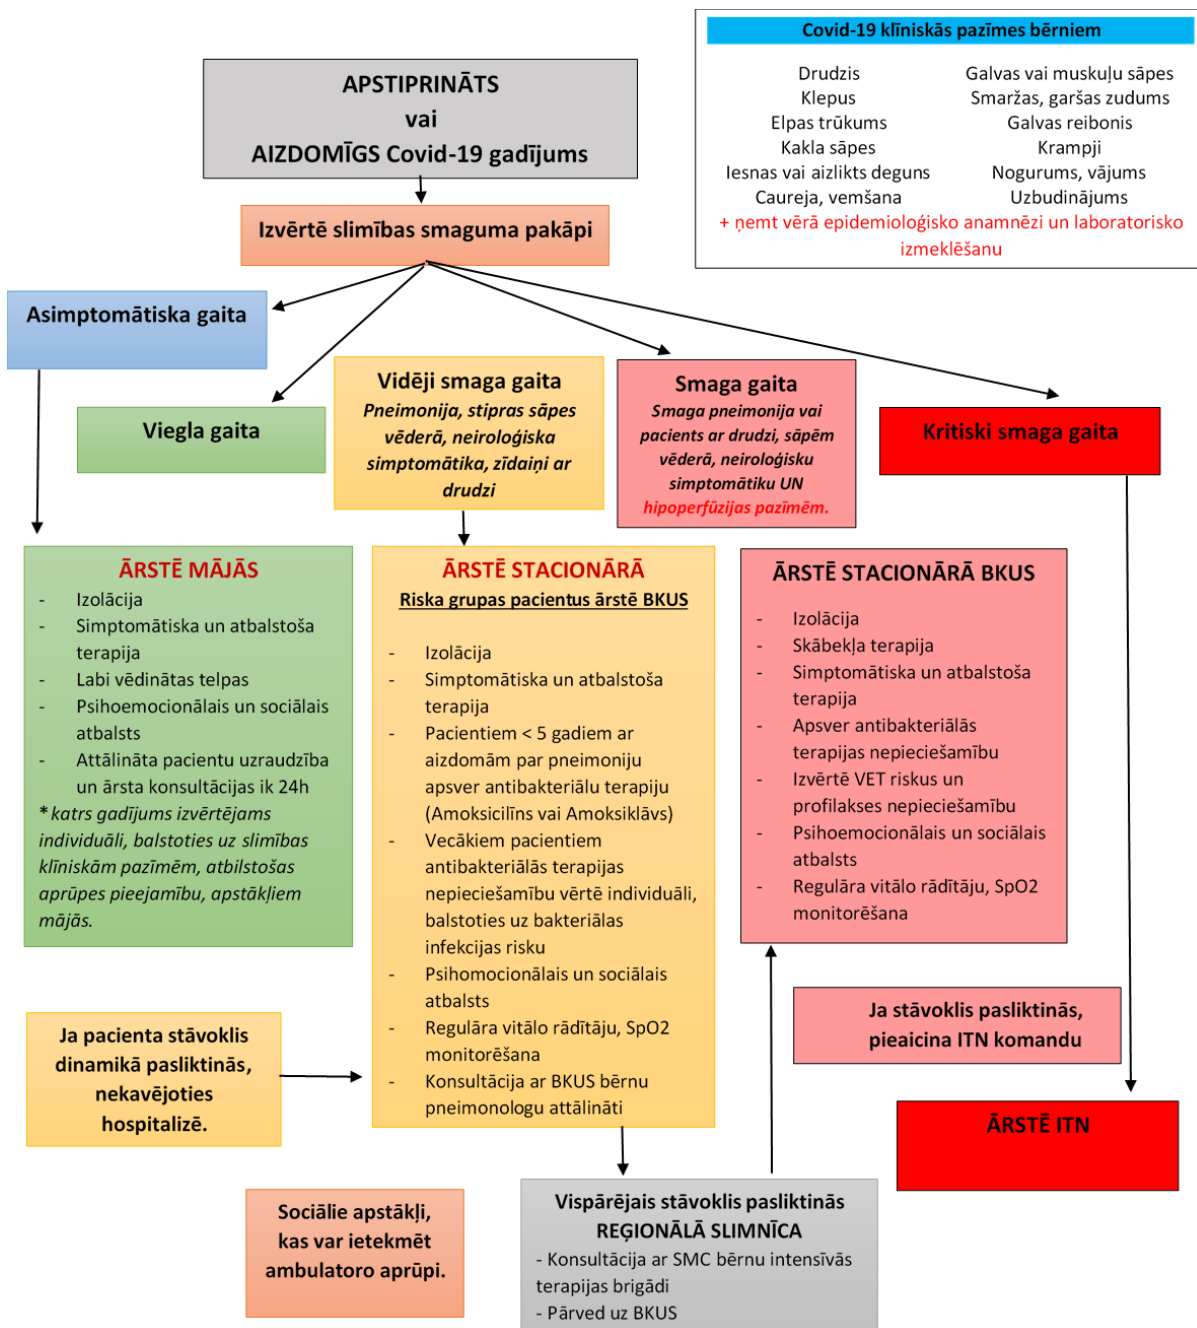 Covid-19 klīniskās pazīmes bērniem
Drudzis
Klepus
Elpas trūkums
Kakla sāpes
Iesnas vai aizlikts deguns
Caureja, vemšana
Galvas vai muskuļu sāpes
Smaržas, garšas zudums
Galvas reibonis
Krampji
Nogurums, vājums
Uzbudinājums
+ ņemt vērā epidemioloģisko anamnēzi un laboratorisko
izmeklēšanu
APSTIPRINĀTS
vai
AIZDOMĪGS Covid-19 gadījums
Izvērtē slimības smaguma pakāpi
Asimptomātiska gaita
Viegla gaita
Vidēji smaga gaita
Pneimonija, stipras sāpes
vēderā, neiroloģiska
simptomātika, zīdaiņi ar
drudzi
Smaga gaita
Smaga pneimonija vai
pacients ar drudzi, sāpēm
vēderā, neiroloģisku
simptomātiku UN
hipoperfūzijas pazīmēm.
Kritiski smaga gaita
ĀRSTĒ MĀJĀS
- Izolācija
- Simptomātiska un atbalstoša
terapija
- Labi vēdinātas telpas
- Psihoemocionālais un sociālais
atbalsts
- Attālināta pacientu uzraudzība
un ārsta konsultācijas ik 24h
*katrs gadījums izvērtējams
individuāli, balstoties uz slimības
klīniskām pazīmēm, atbilstošas
aprūpes pieejamību, apstākļiem
mājās.
ĀRSTĒ STACIONĀRĀ
Riska grupas pacientus ārstē BKUS
- Izolācija
- Simptomātiska un atbalstoša
terapija
- Pacientiem < 5 gadiem ar
aizdomām par pneimoniju
apsver antibakteriālu terapiju
(Amoksicilīns vai Amoksiklāvs)
- Vecākiem pacientiem
antibakteriālās terapijas
nepieciešamību vērtē individuāli,
balstoties uz bakteriālas
infekcijas risku
- Psihomocionālais un sociālais
atbalsts
- Regulāra vitālo rādītāju, SpO2
monitorēšana
- Konsultācija ar BKUS bērnu
pneimonologu attālināti
ĀRSTĒ STACIONĀRĀ BKUS
- Izolācija
- Skābekļa terapija
- Simptomātiska un atbalstoša
terapija
- Apsver antibakteriālās
terapijas nepieciešamību
- Izvērtē VET riskus un
profilakses nepieciešamību
- Psihoemocionālais un sociālais
atbalsts
- Regulāra vitālo rādītāju, SpO2
monitorēšana
Ja stāvoklis pasliktinās,
pieaicina ITN komandu
Ja pacienta stāvoklis
dinamikā pasliktinās,
nekavējoties
hospitalizē.
ĀRSTĒ ITN
Sociālie apstākļi,
kas var ietekmēt
ambulatoro aprūpi.
Vispārējais stāvoklis pasliktinās
REĢIONĀLĀ SLIMNĪCA
- Konsultācija ar SMC bērnu intensīvās
terapijas brigādi
- Pārved uz BKUS